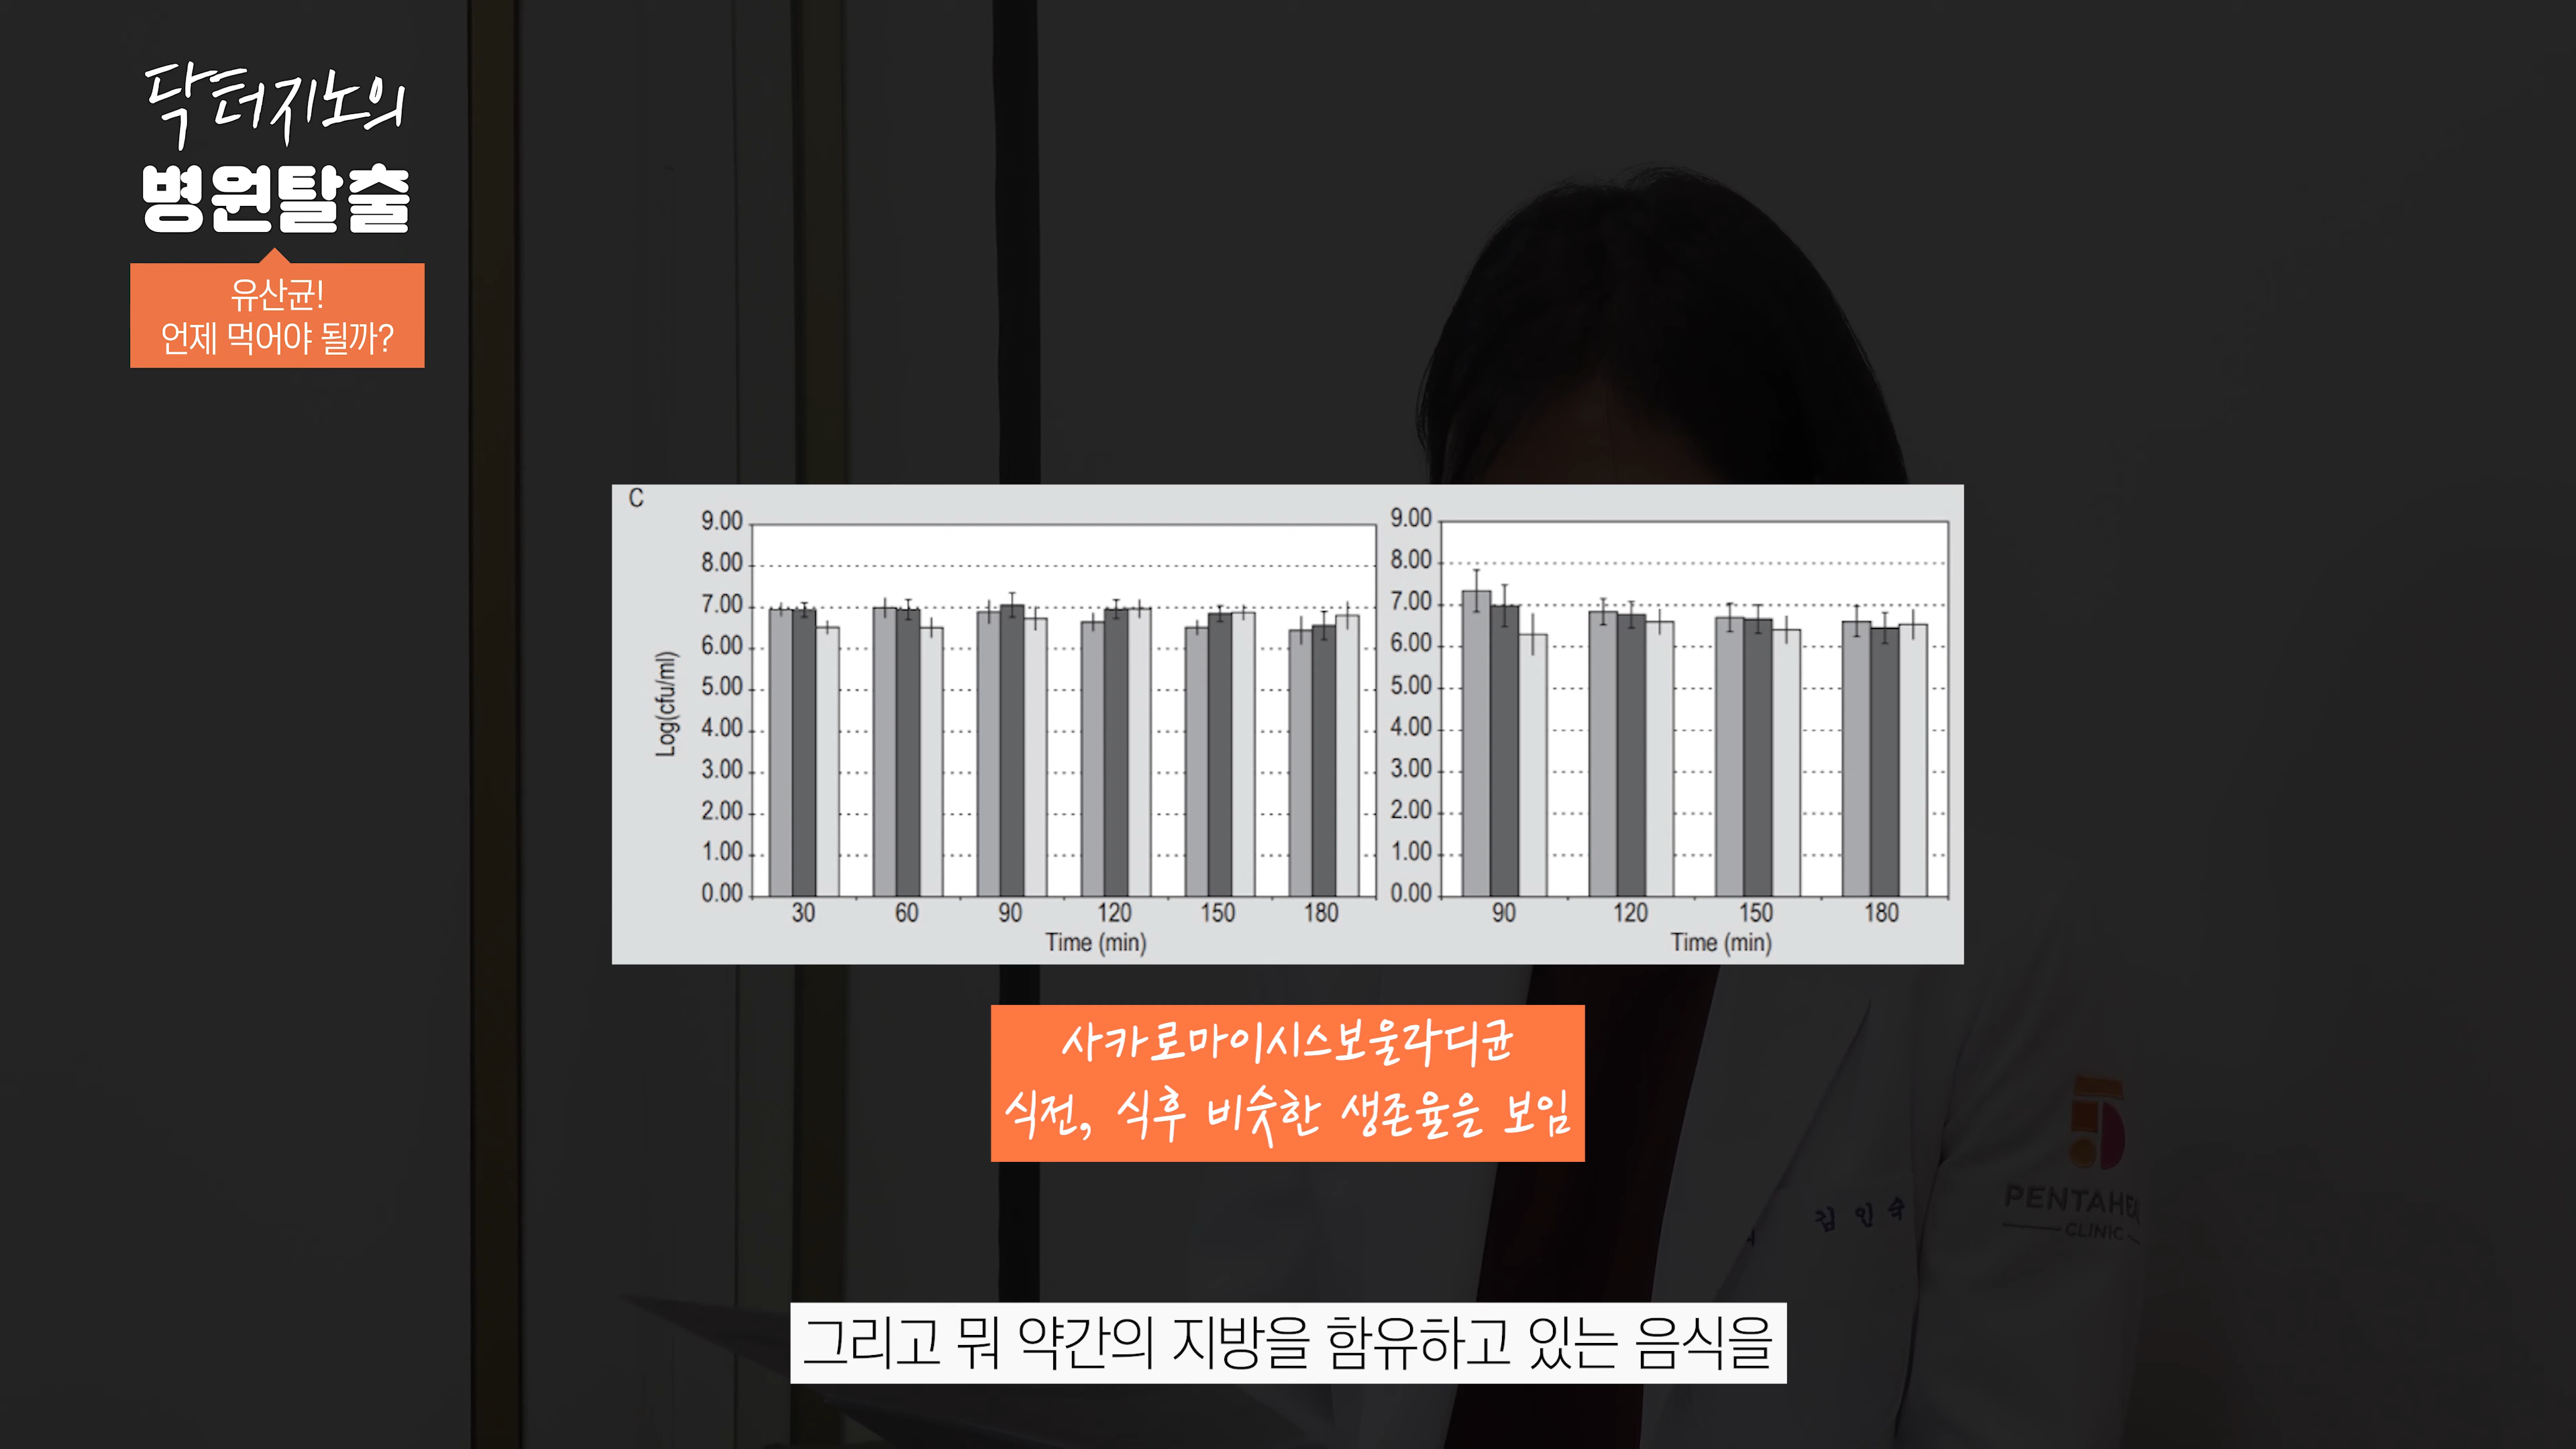 닥터지노의
병원탈출
유산균!
언제 먹어야 될까?
C
9.00
8.00
7.00
6.00
5.00
4.00
3.00
2.00
1.00
0.00
Log(cfu/ml)
30 60 90 120 150 180
Time (min)
9.00
8.00
7.00
6.00
5.00
4.00
3.00
2.00
1.00
0.00
90 120 150 180
Time (min)
사카로마이시스보울라디균
식전, 식후 비슷한 생존율을 보임
김인숙
PENTAHEA
CLINIC
그리고 뭐 약간의 지방을 함유하고 있는 음식을